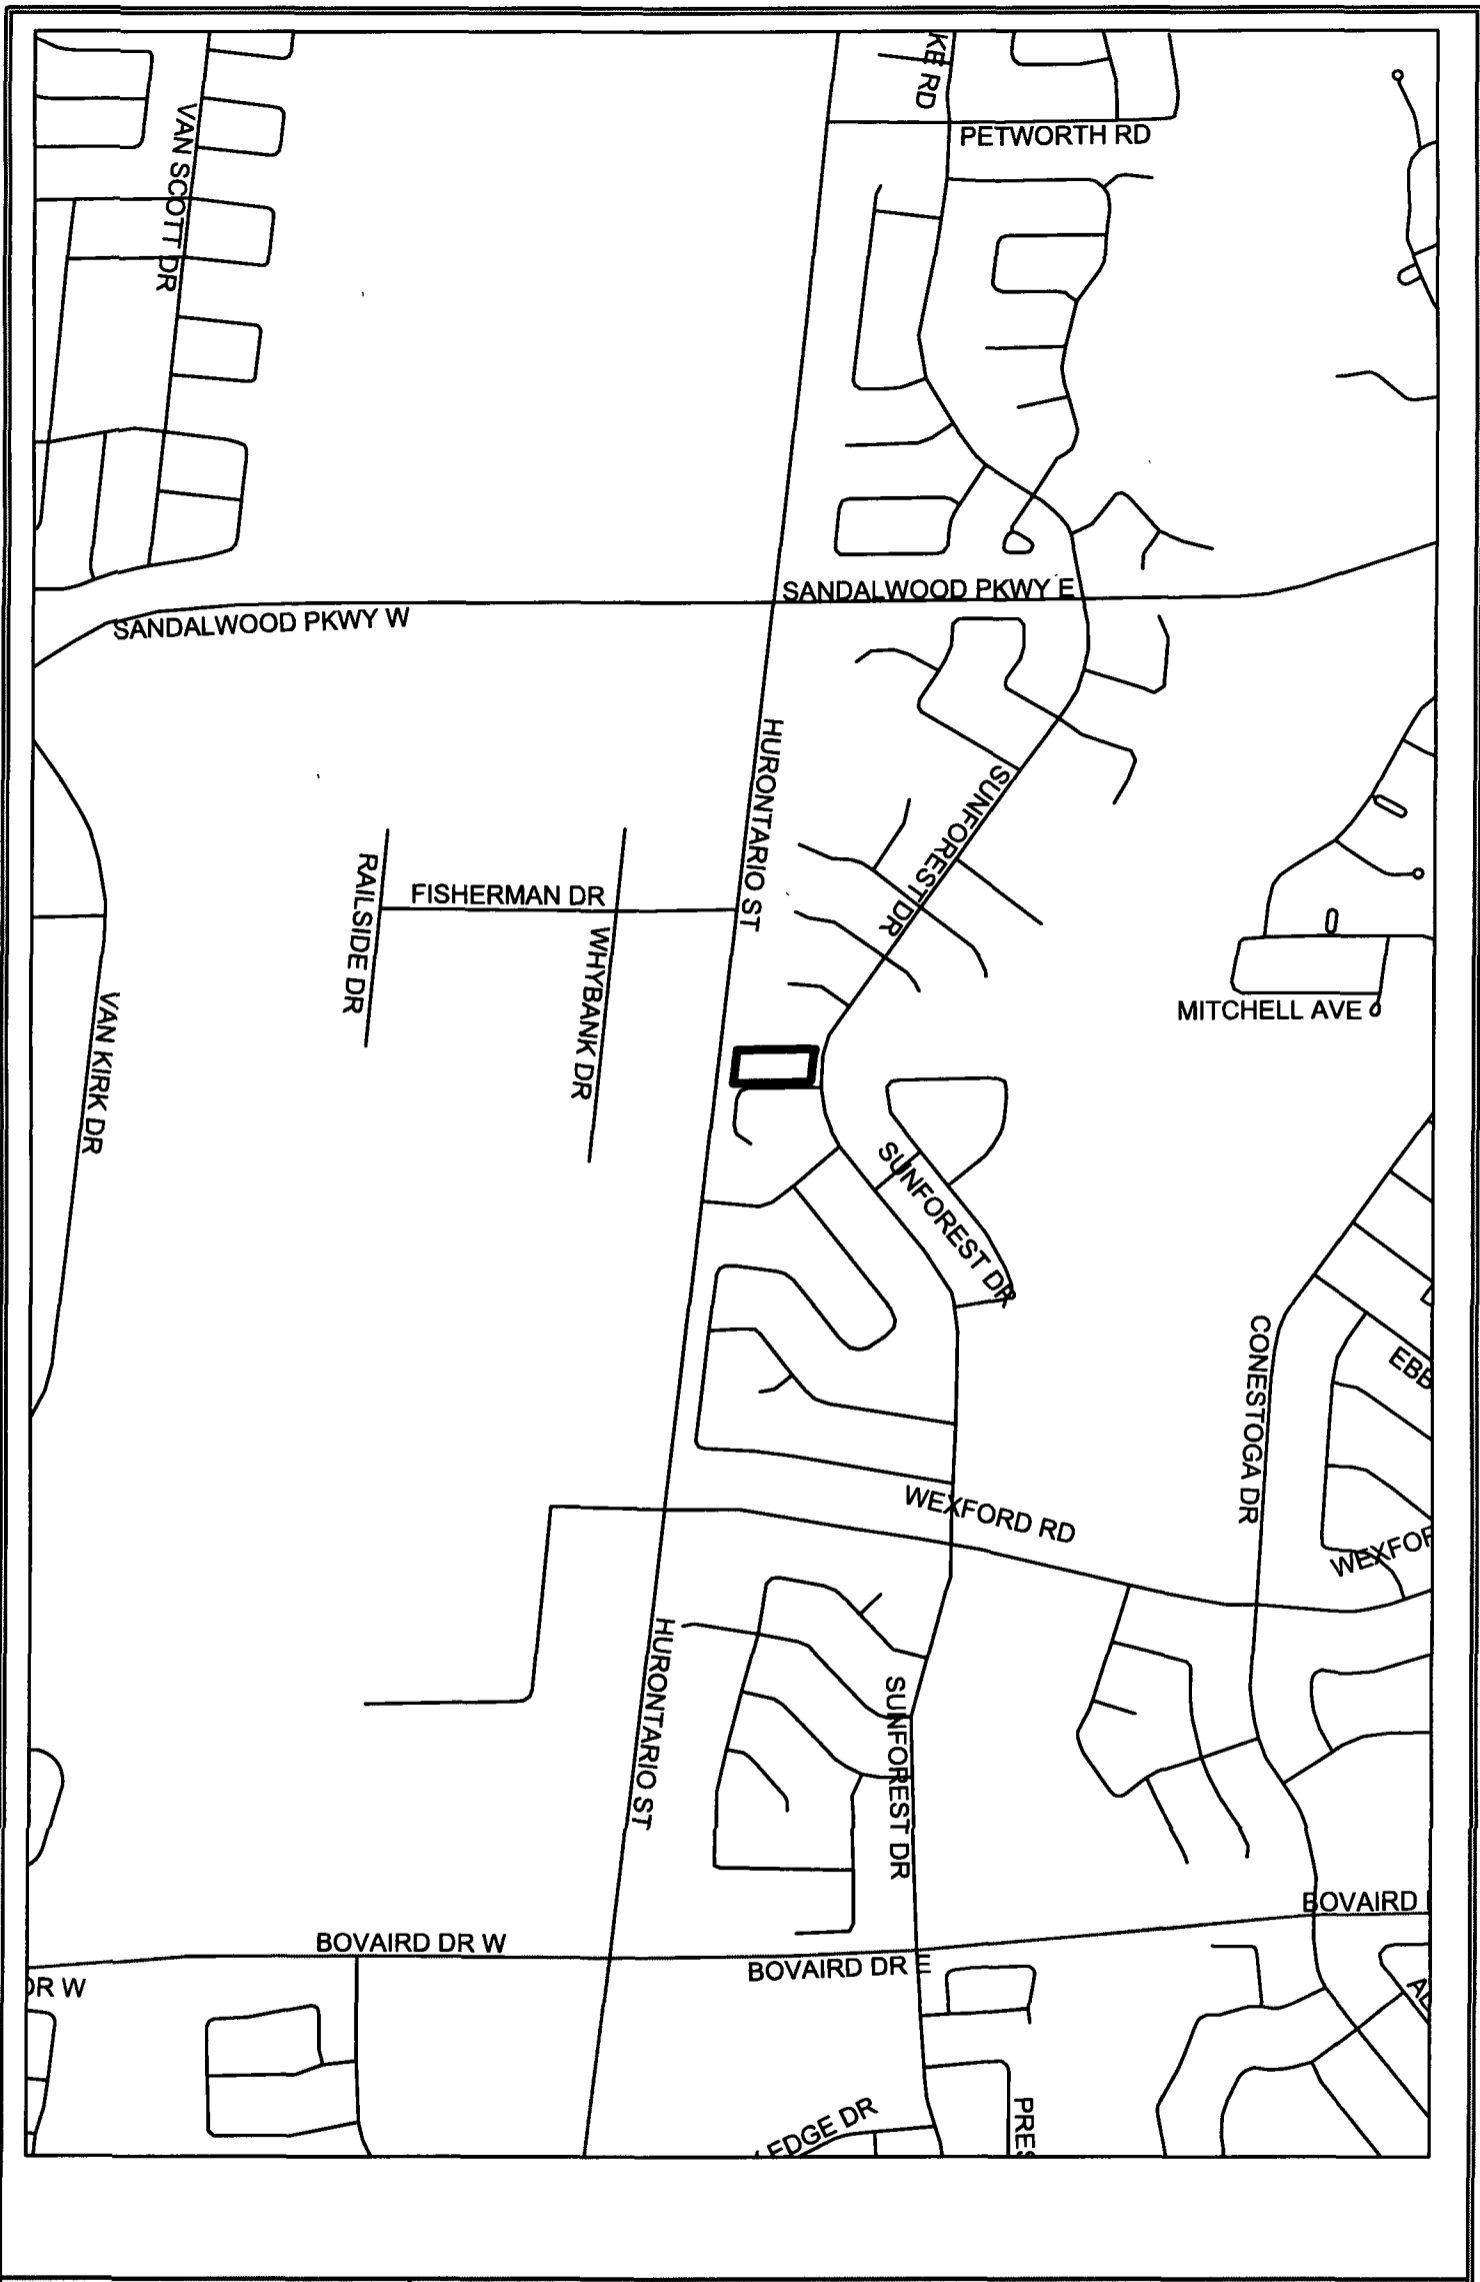 KE RD
PETWORTH RD
VAN SCOTT DR
SANDALWOOD PKWY E
SANDALWOOD PKWY W
HURONTARIO ST
SUNFOREST DR
RAILSIDE DR
FISHERMAN DR
WHYBANK DR
VAN KIRK DR
MITCHELL AVE
SUNFOREST DR
CONESTOGA DR
EBB
WEXFORD RD
WEXFOR
HURONTARIO ST
SUNFOREST DR
BOVAIRD
BOVAIRD DR W
BOVAIRD DR E
DR W
EDGE DR
PRES